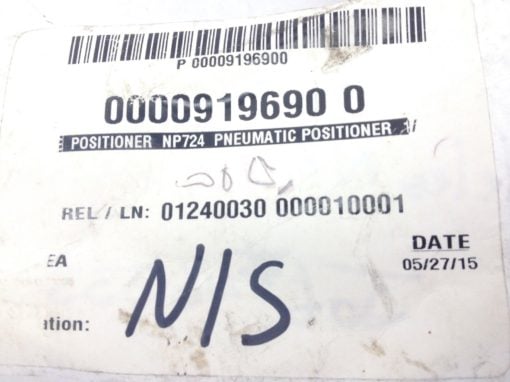 P 00009196900
0000919690 0
POSITIONER NP724 PNEUMATIC POSITIONER
REL / LN: 01240030 000010001
EA
DATE
05/27/15
ation:
N/S